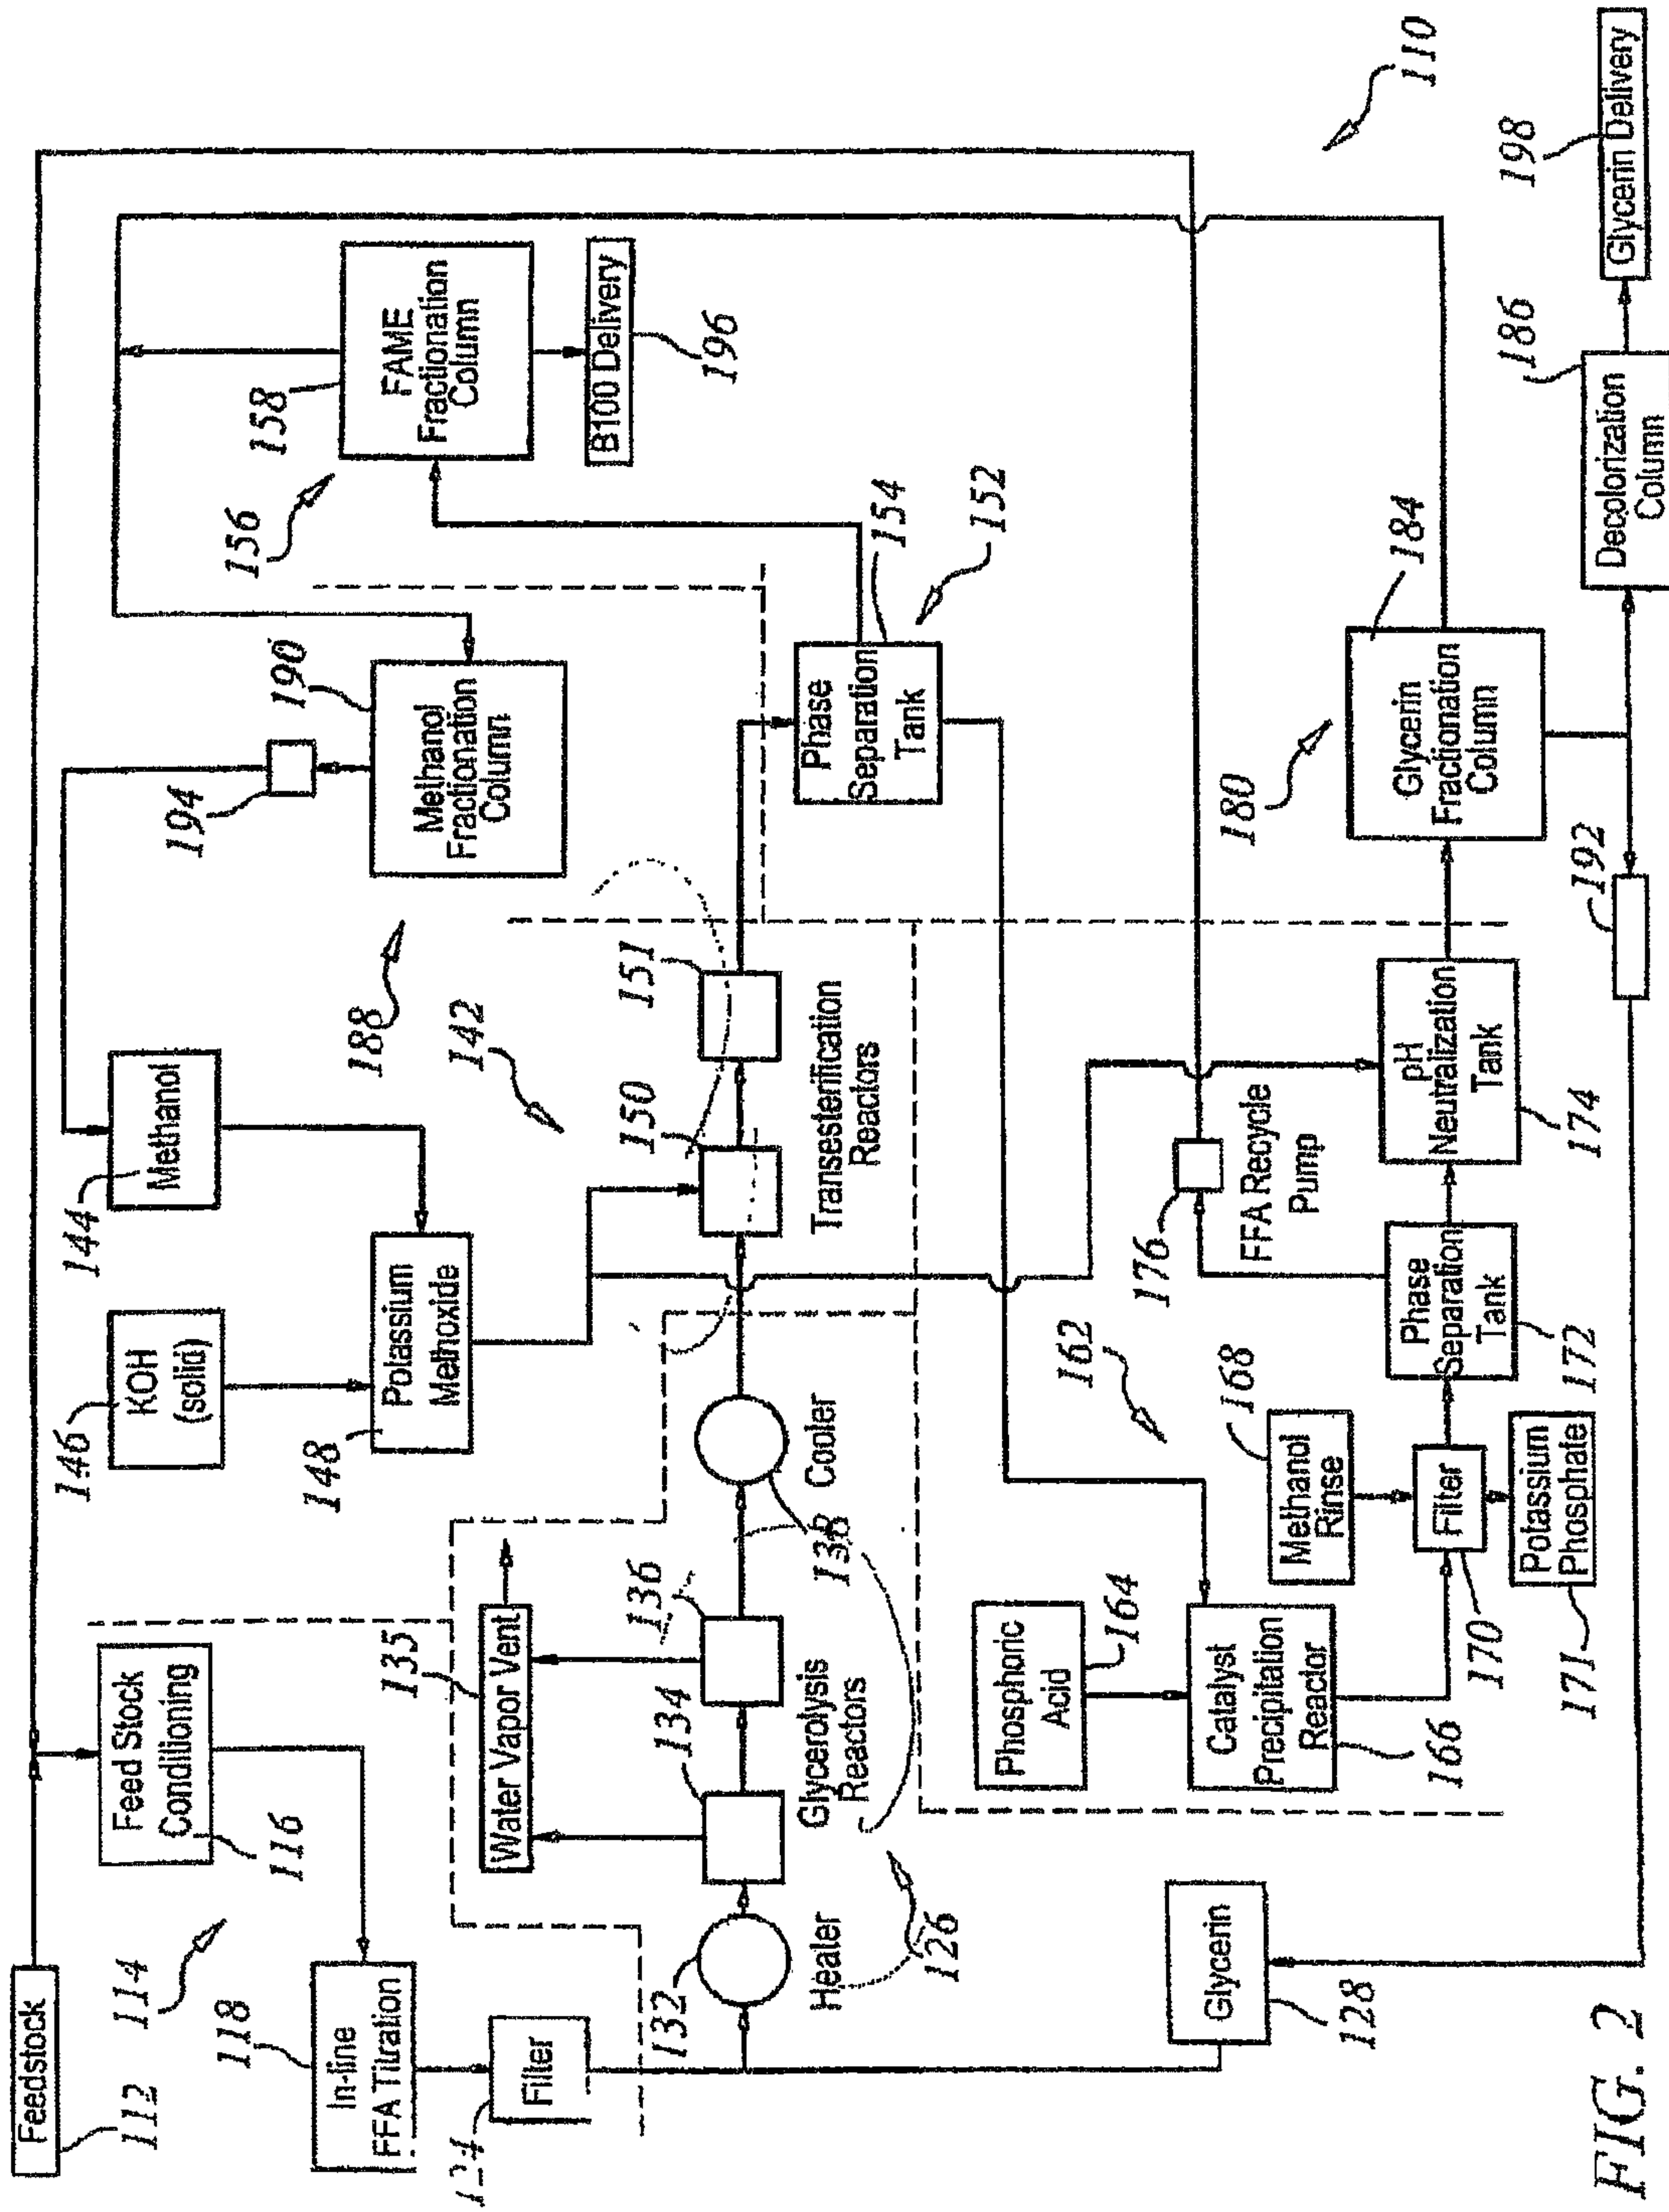 Feedstock
112
114
Feed Stock
Conditioning
116
118
In-line
FFA Titration
124
Filter
146
KOH
(solid)
144
Methanol
148
Potassium
Methoxide
188
142
194
190
Methanol
Fractionation
Column
156
158
FAME
Fractionation
Column
B100 Delivery
196
110
135
Water Vapor Vent
132
Heater
134
136
Glycerolysis
Reactors
126
138
Cooler
150
151
Transesterification
Reactors
Phase
Separation
Tank
154
152
Glycerin
128
Phosphoric
Acid
164
162
Catalyst
Precipitation
Reactor
166
168
Methanol
Rinse
170
Filter
171
Potassium
Phosphate
176
FFA Recycle
Pump
Phase
Separation
Tank
172
pH
Neutralization
Tank
174
180
Glycerin
Fractionation
Column
184
192
186
Decolorization
Column
198
Glycerin Delivery
FIG. 2